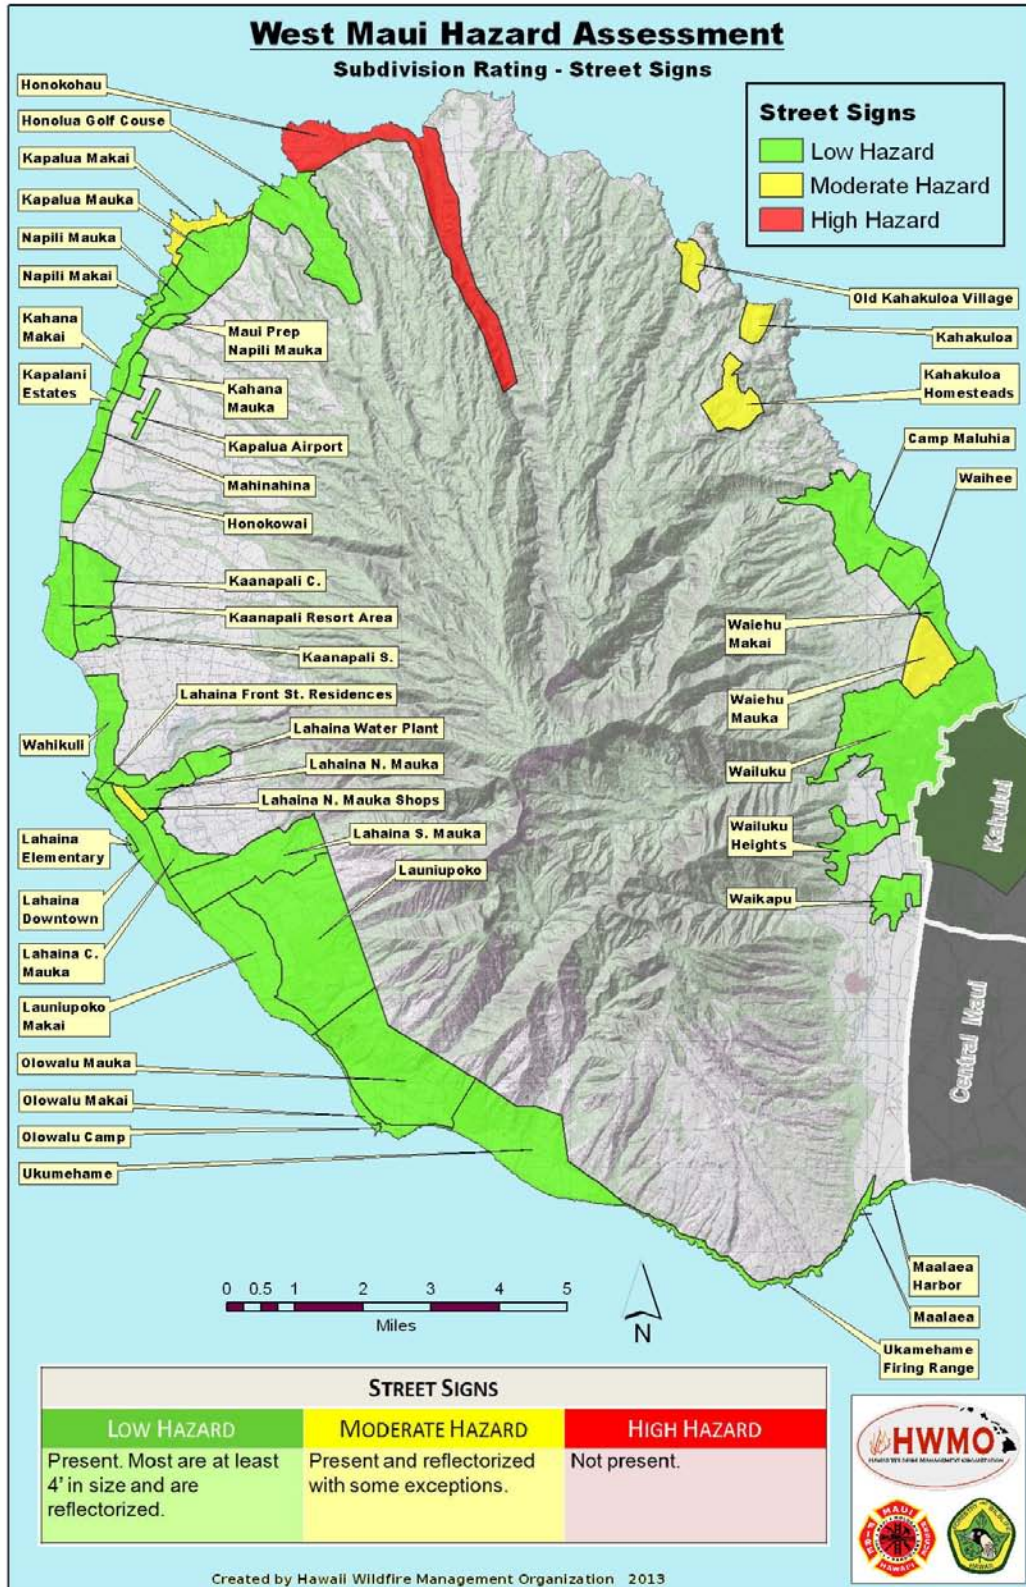 West Maui Hazard Assessment
Subdivision Rating - Street Signs
Street Signs
Low Hazard
Moderate Hazard
High Hazard
Honokohau
Honolua Golf Couse
Kapalua Makai
Kapalua Mauka
Napili Mauka
Napili Makai
Kahana
Makai
Kapalani
Estates
Maui Prep
Napili Mauka
Kahana
Mauka
Kapalua Airport
Mahinahina
Honokowai
Kaanapali C.
Kaanapali Resort Area
Kaanapali S.
Lahaina Front St. Residences
Wahikuli
Lahaina Water Plant
Lahaina N. Mauka
Lahaina N. Mauka Shops
Lahaina S. Mauka
Launiupoko
Lahaina
Elementary
Lahaina
Downtown
Lahaina C.
Mauka
Launiupoko
Makai
Olowalu Mauka
Olowalu Makai
Olowalu Camp
Ukumehame
Old Kahakuloa Village
Kahakuloa
Kahakuloa
Homesteads
Camp Maluhia
Waihee
Waiehu
Makai
Waiehu
Mauka
Wailuku
Wailuku
Heights
Waikapu
Kahului
Central Maui
Maalaea
Harbor
Maalaea
Ukamehame
Firing Range
0 0.5 1 2 3 4 5
Miles
N
STREET SIGNS
LOW HAZARD
MODERATE HAZARD
HIGH HAZARD
Present. Most are at least
4' in size and are
reflectorized.
Present and reflectorized
with some exceptions.
Not present.
HWMO
MAUI
FIRE
HAWAII
Created by Hawaii Wildfire Management Organization 2013